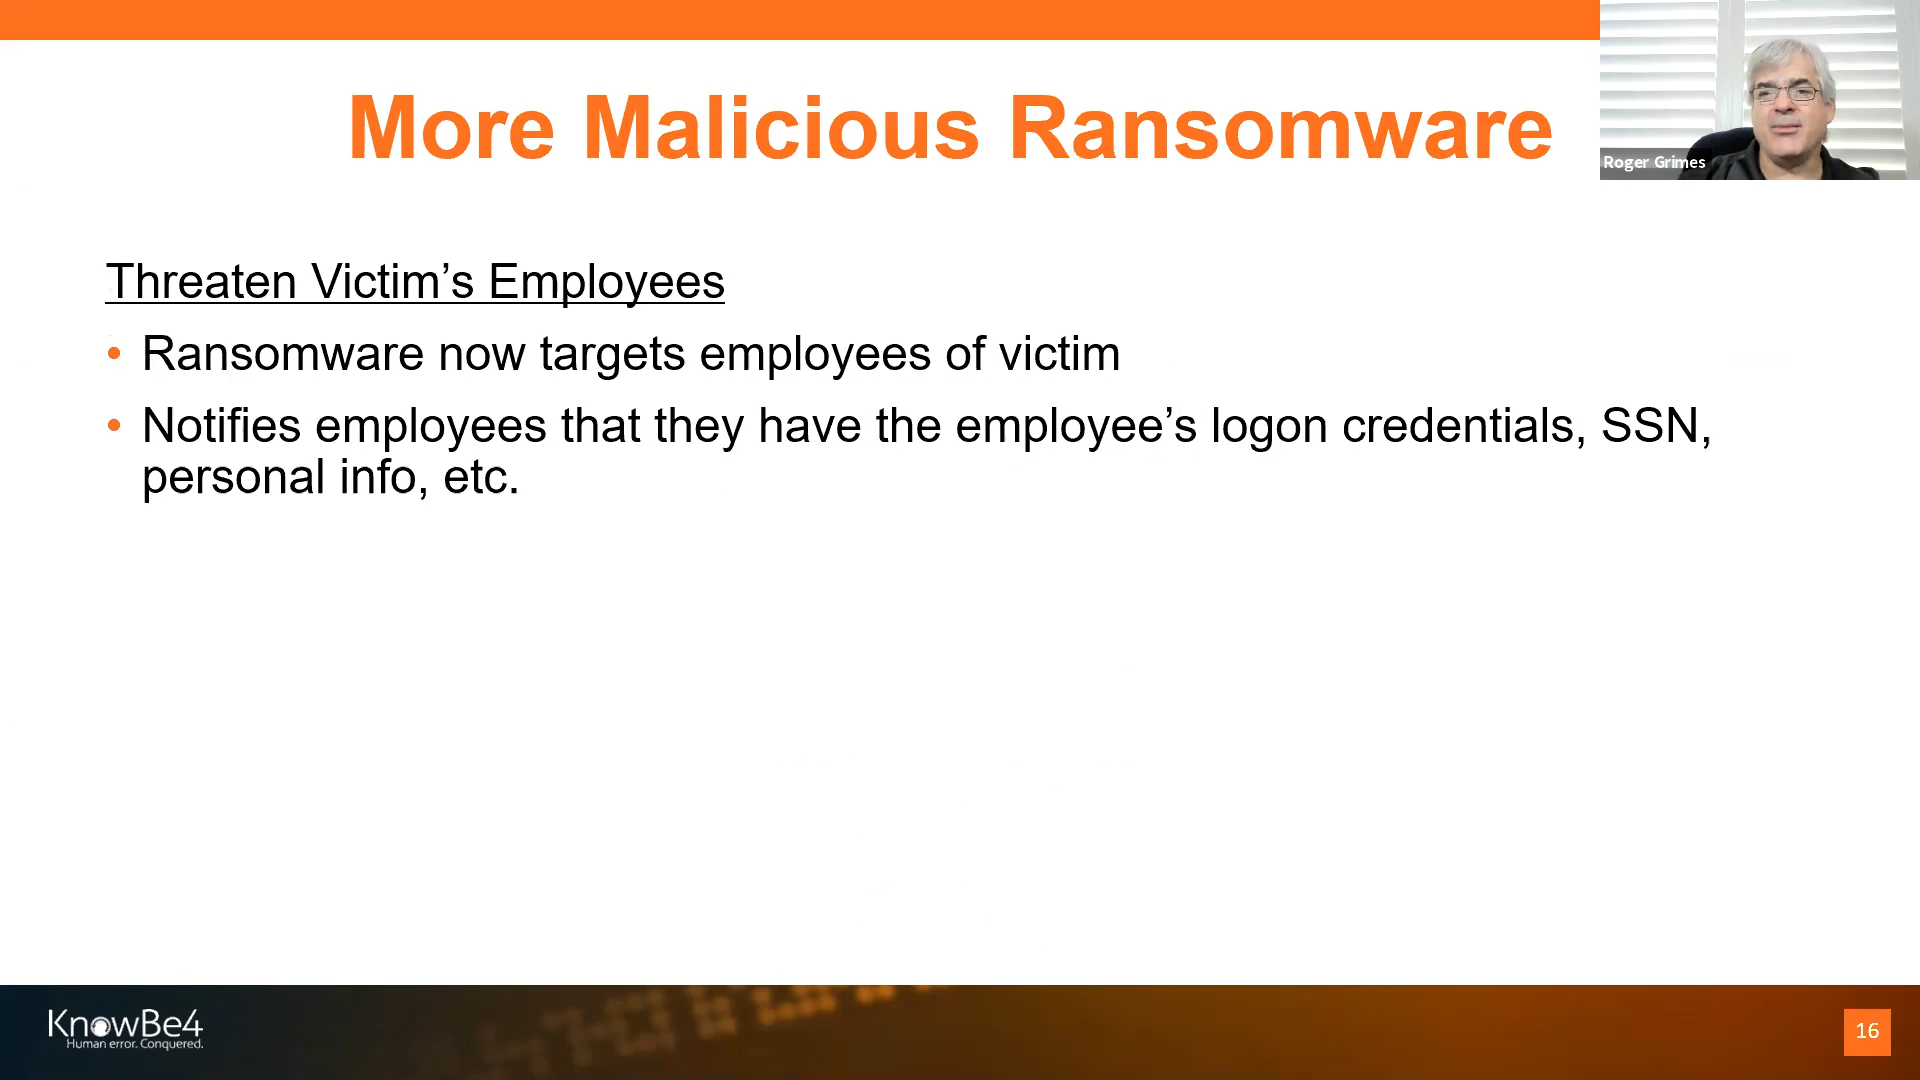 More Malicious Ransomware
Roger Grimes
Threaten Victim’s Employees
• Ransomware now targets employees of victim
• Notifies employees that they have the employee’s logon credentials, SSN,
personal info, etc.
KnowBe4
Human error. Conquered.
16